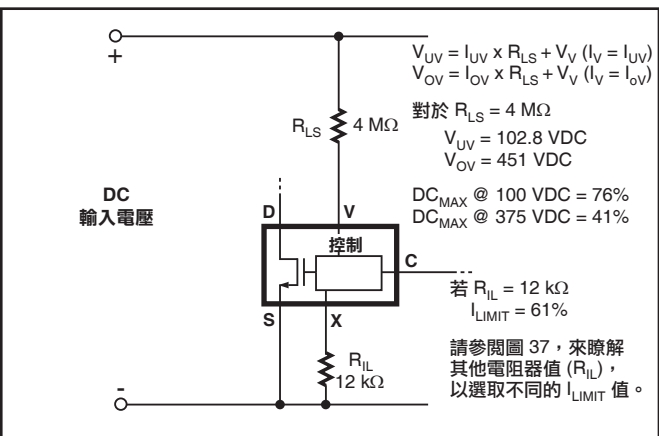 +
V_UV = I_UV x R_LS + V_V (I_V = I_UV)
V_OV = I_OV x R_LS + V_V (I_V = I_oV)
R_LS
4 MΩ
對於 R_LS = 4 MΩ
V_UV = 102.8 VDC
V_OV = 451 VDC
DC
輸入電壓
DC_MAX @ 100 VDC = 76%
DC_MAX @ 375 VDC = 41%
D
V
控制
C
S
X
若 R_IL = 12 kΩ
I_LIMIT = 61%
R_IL
12 kΩ
請參閱圖 37,來瞭解
其他電阻器值 (R_IL),
以選取不同的 I_LIMIT 值。
-